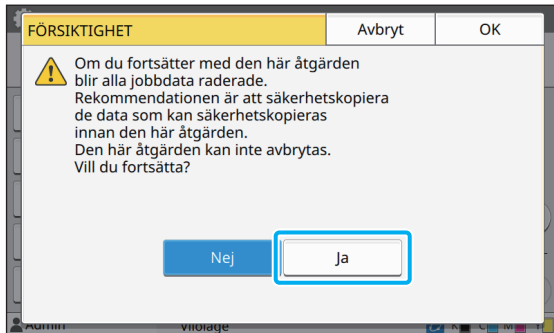 FÖRSIKTIGHET
Avbryt
OK
Om du fortsätter med den här åtgärden
blir alla jobbdata raderade.
Rekommendationen är att säkerhetskopiera
de data som kan säkerhetskopieras
innan den här åtgärden.
Den här åtgärden kan inte avbrytas.
Vill du fortsätta?
Nej
Ja
Admin
Viloläge
K C M Y